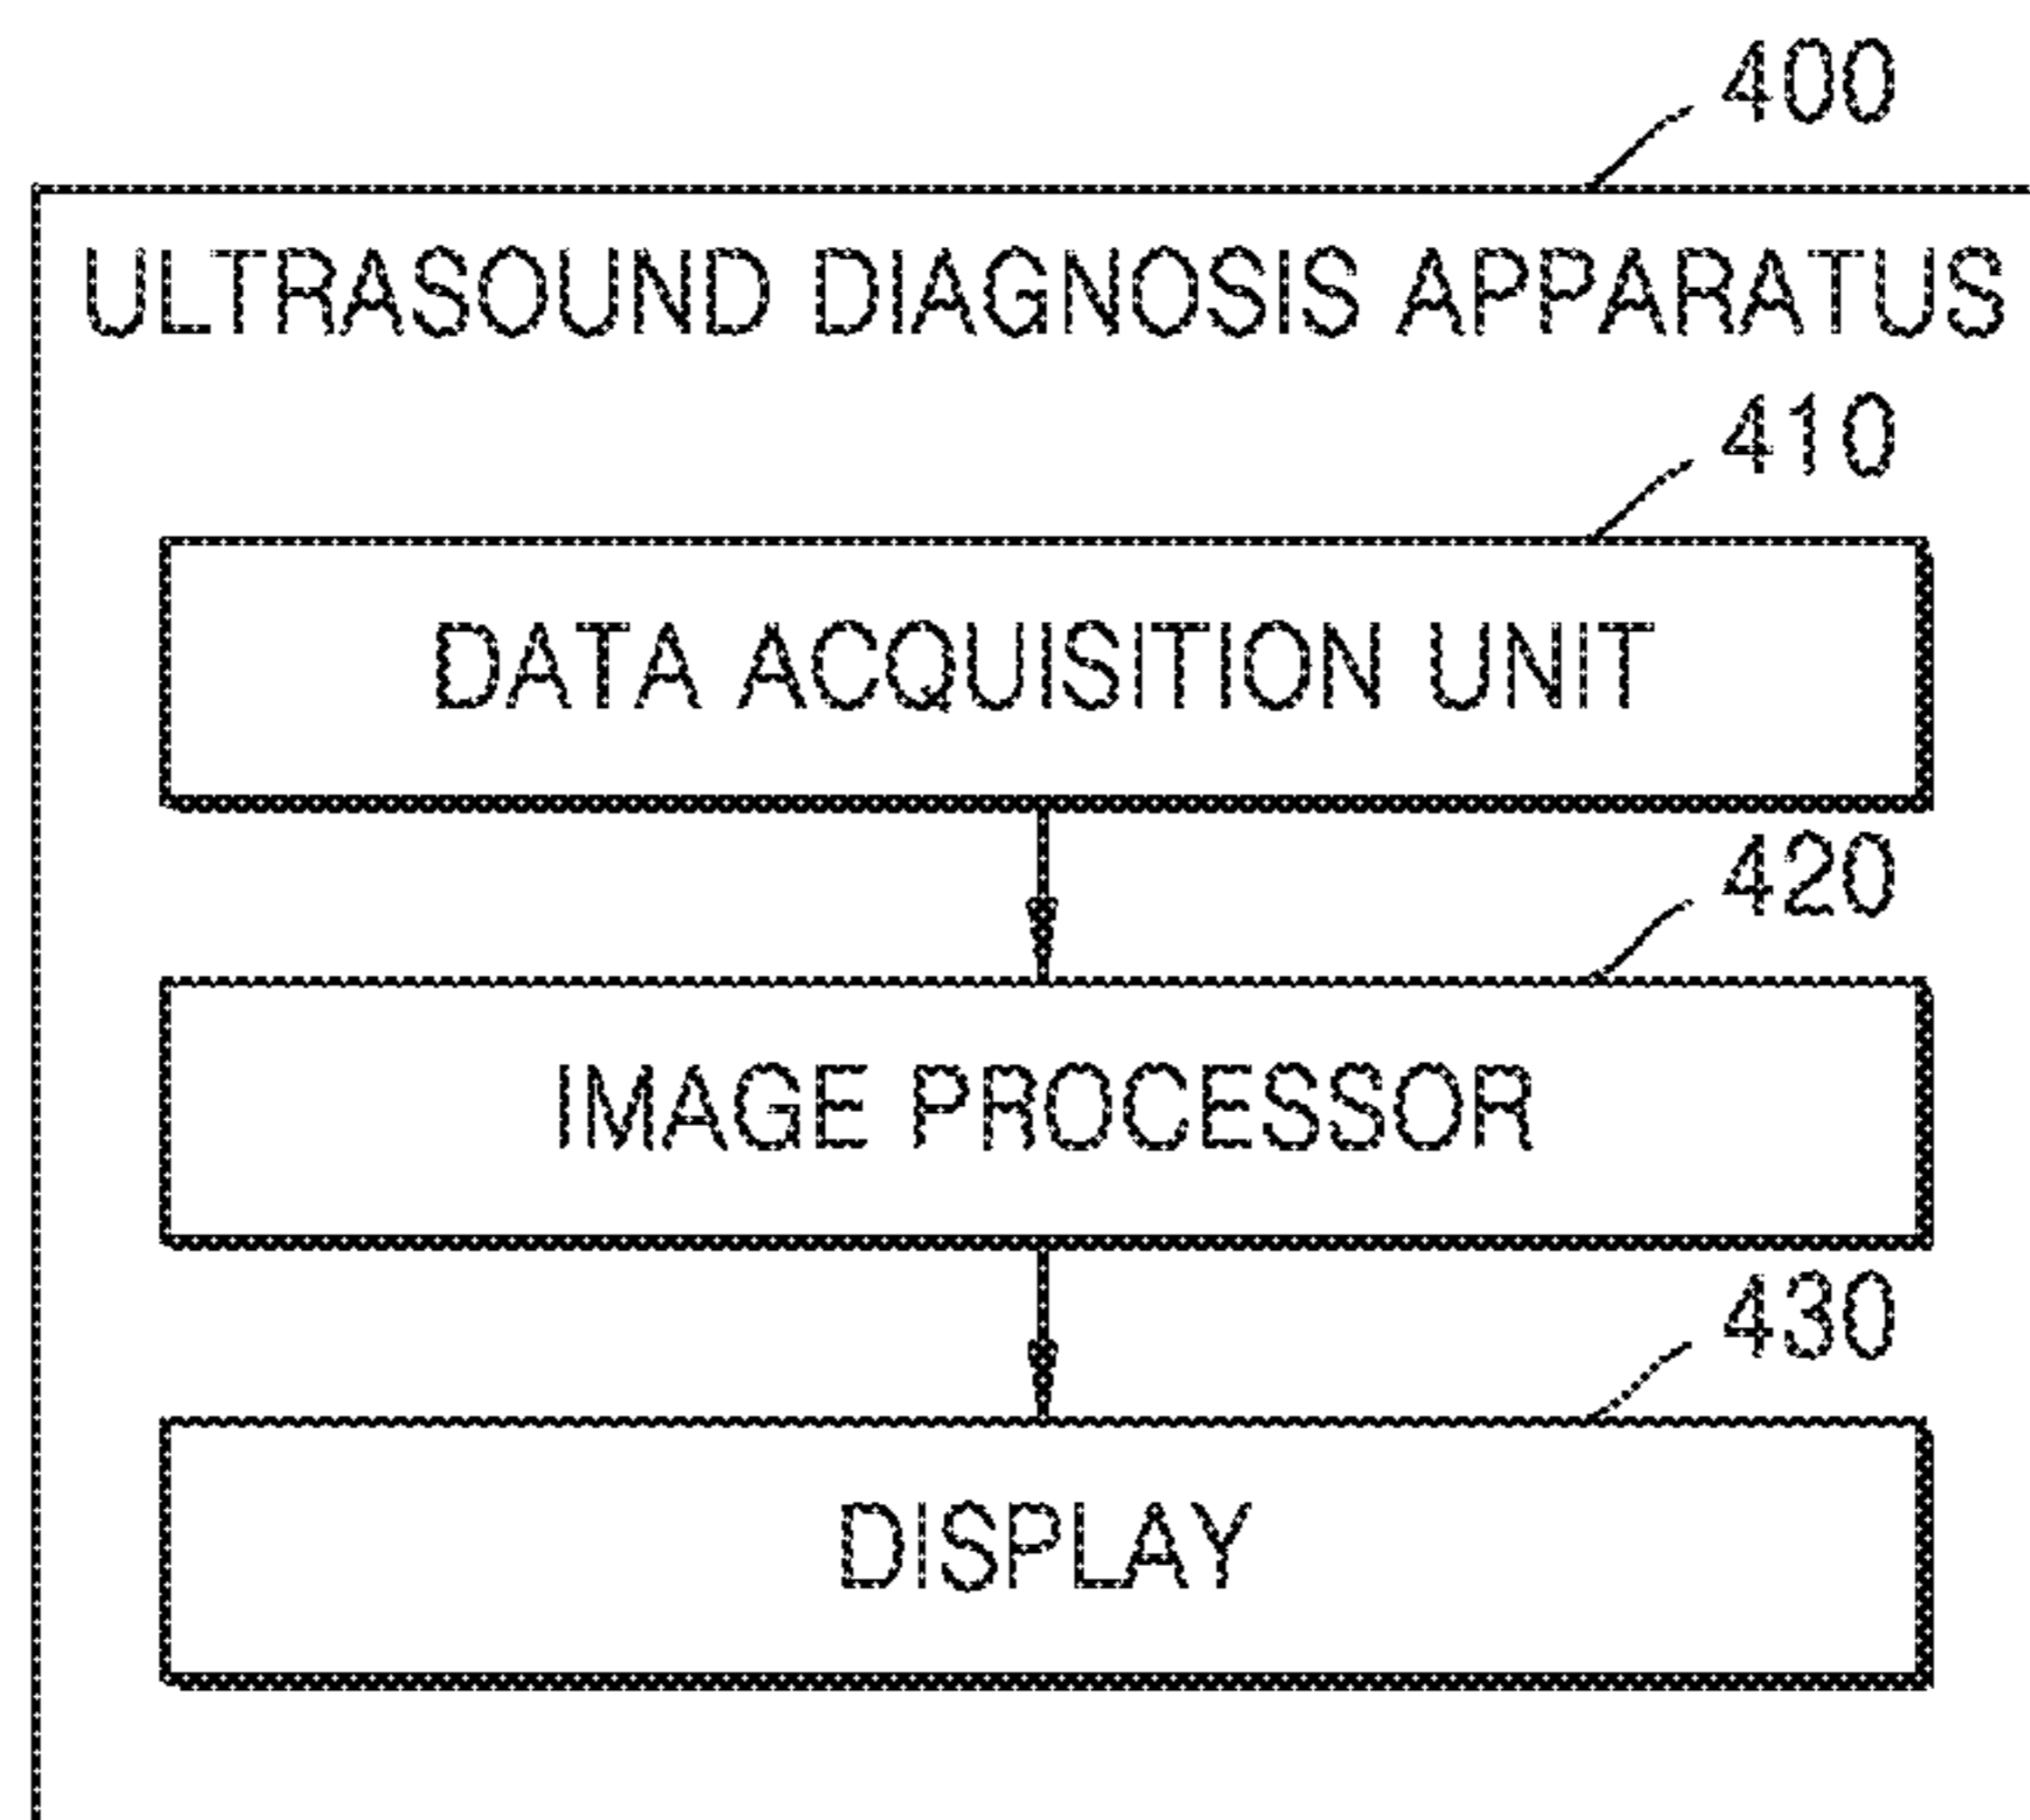 400
ULTRASOUND DIAGNOSIS APPARATUS
410
DATA ACQUISITION UNIT
420
IMAGE PROCESSOR
430
DISPLAY